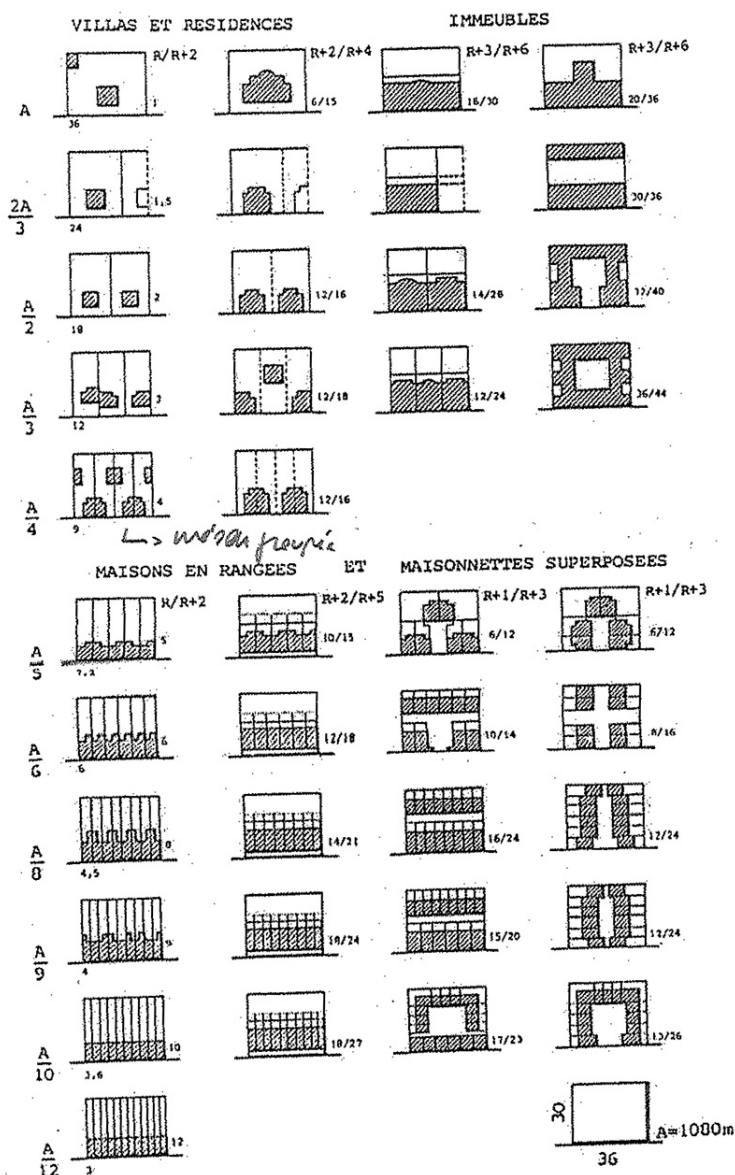 VILLAS ET RESIDENCES IMMEUBLES
R/R+2 R+2/R+4 R+3/R+6 R+3/R+6
A 36 1 6/15 18/30 20/36
2A/3 24 1,5 30/36
A/2 18 2 12/16 14/28 /40
A/3 12 3 12/18 12/24 36/44
A/4 9 4 12/16
MAISONS EN RANGEES ET MAISONNETTES SUPERPOSEES
R/R+2 R+2/R+5 R+1/R+3 R+1/R+3
A/5 7,2 5 10/15 6/12 6/12
A/6 6 6 12/18 10/14 8/16
A/8 4,5 8 14/21 16/24 12/24
A/9 4 9 18/24 15/20 12/24
A/10 3,6 10 18/27 17/23 13/26
A/12 3 12
30 A=1080m
36